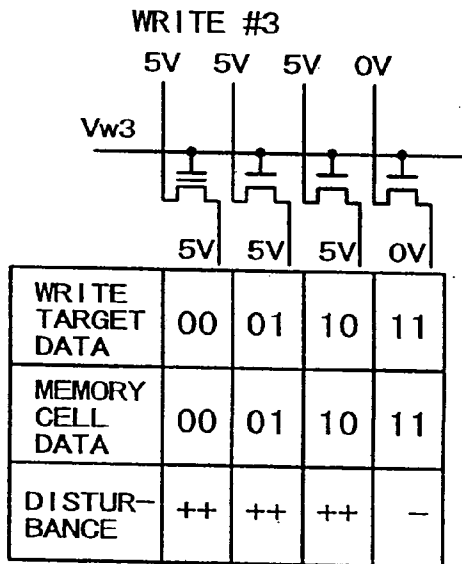 WRITE #3
5V 5V 5V 0V
Vw3
5V 5V 5V 0V
WRITE
TARGET
DATA
00 01 10 11
MEMORY
CELL
DATA
00 01 10 11
DISTUR-
BANCE
++ ++ ++ -